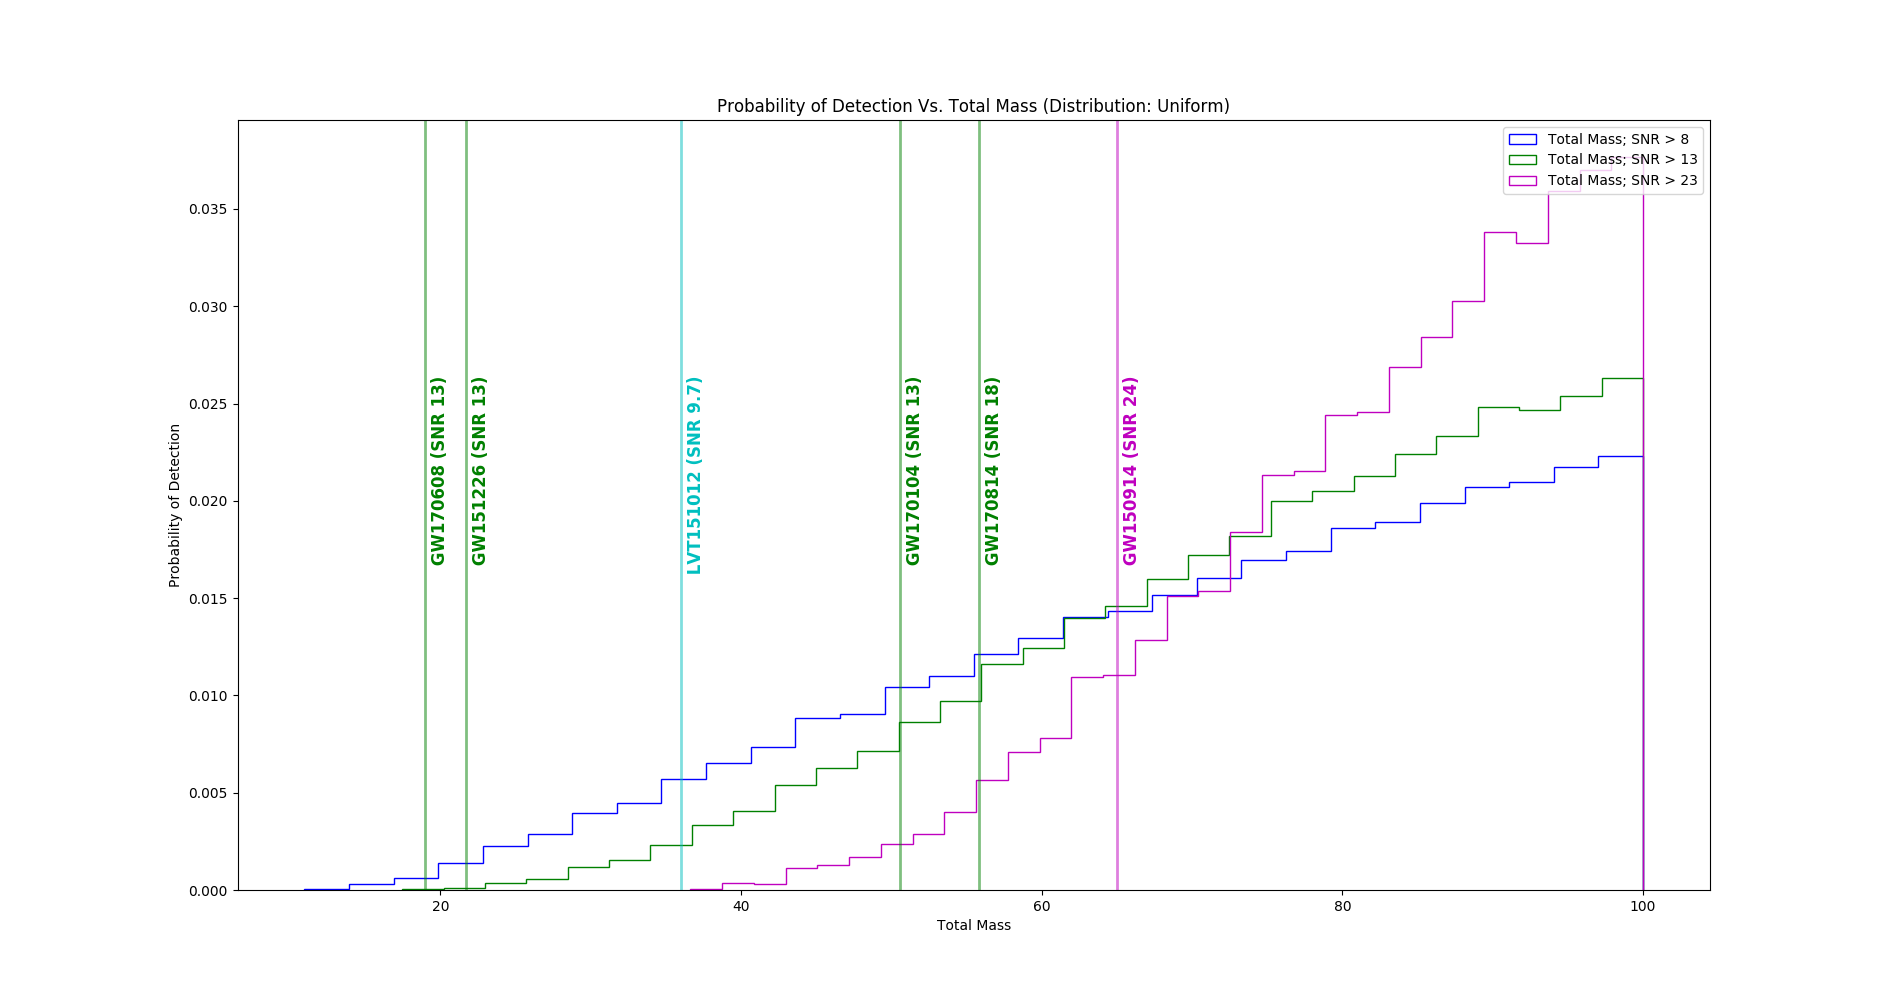 Probability of Detection Vs. Total Mass (Distribution: Uniform)
Total Mass; SNR > 8
Total Mass; SNR > 13
Total Mass; SNR > 23
Probability of Detection
0.035
0.030
0.025
0.020
0.015
0.010
0.005
0.000
GW170608 (SNR 13)
GW151226 (SNR 13)
LVT151012 (SNR 9.7)
GW170104 (SNR 13)
GW170814 (SNR 18)
GW150914 (SNR 24)
20
40
60
80
100
Total Mass